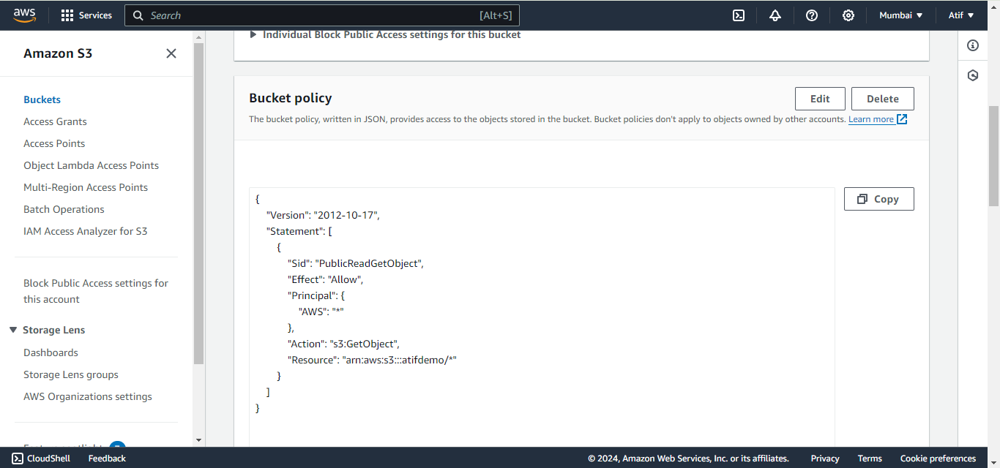 aws
Services
Search [Alt+S]
Mumbai
Atif
Amazon S3
Buckets
Access Grants
Access Points
Object Lambda Access Points
Multi-Region Access Points
Batch Operations
IAM Access Analyzer for S3
Block Public Access settings for
this account
Storage Lens
Dashboards
Storage Lens groups
AWS Organizations settings
Individual Block Public Access settings for this bucket
Bucket policy
Edit
Delete
The bucket policy, written in JSON, provides access to the objects stored in the bucket. Bucket policies don't apply to objects owned by other accounts. Learn more
Copy
{
"Version": "2012-10-17",
"Statement": [
{
"Sid": "PublicReadGetObject",
"Effect": "Allow",
"Principal": {
"AWS": "*"
},
"Action": "s3:GetObject",
"Resource": "arn:aws:s3:::atifdemo/*"
}
]
}
CloudShell
Feedback
© 2024, Amazon Web Services, Inc. or its affiliates.
Privacy
Terms
Cookie preferences